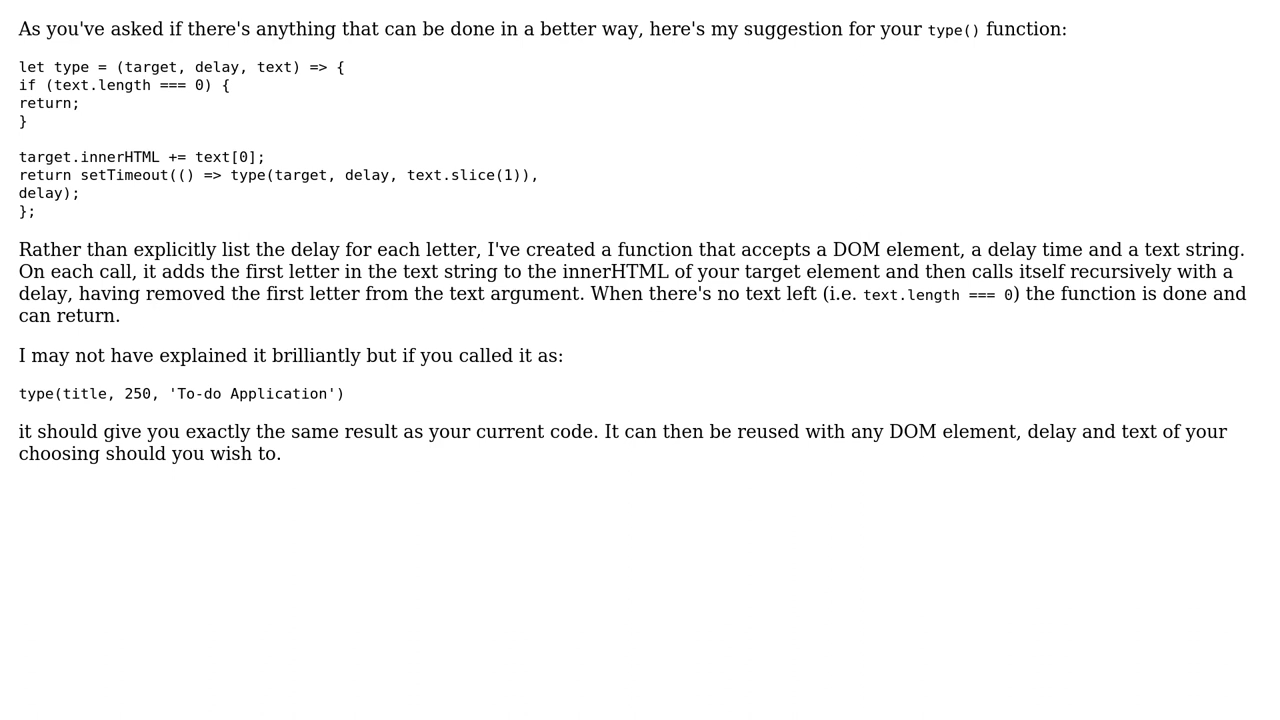 As you've asked if there's anything that can be done in a better way, here's my suggestion for your type() function:
let type = (target, delay, text) => {
if (text.length === 0) {
return;
}
target.innerHTML += text[0];
return setTimeout(() => type(target, delay, text.slice(1)),
delay);
};
Rather than explicitly list the delay for each letter, I've created a function that accepts a DOM element, a delay time and a text string.
On each call, it adds the first letter in the text string to the innerHTML of your target element and then calls itself recursively with a
delay, having removed the first letter from the text argument. When there's no text left (i.e. text.length === 0) the function is done and
can return.
I may not have explained it brilliantly but if you called it as:
type(title, 250, 'To-do Application')
it should give you exactly the same result as your current code. It can then be reused with any DOM element, delay and text of your
choosing should you wish to.